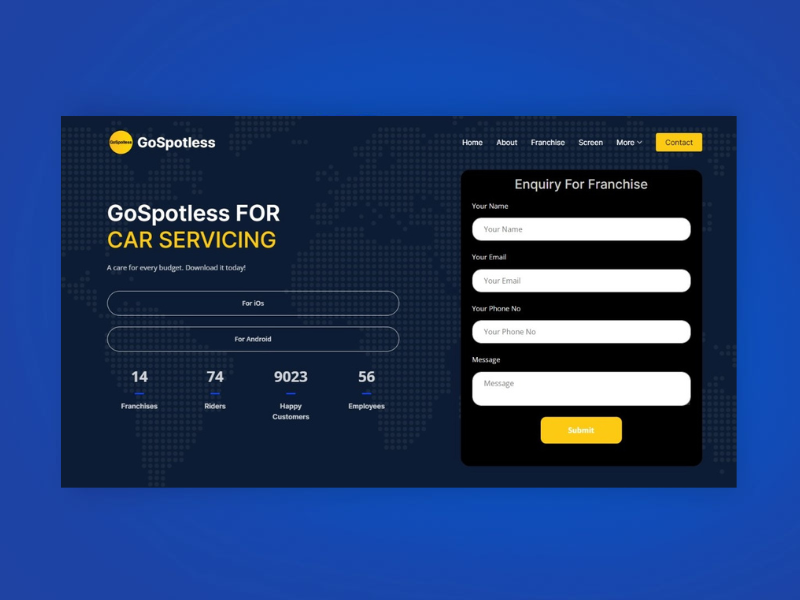 GoSpotless
GoSpotless
Home About Franchise Screen More Contact
GoSpotless FOR
CAR SERVICING
A care for every budget. Download it today!
For iOs
For Android
14 74 9023 56
Franchises Riders Happy Employees
Customers
Enquiry For Franchise
Your Name
Your Name
Your Email
Your Email
Your Phone No
Your Phone No
Message
Message
Submit